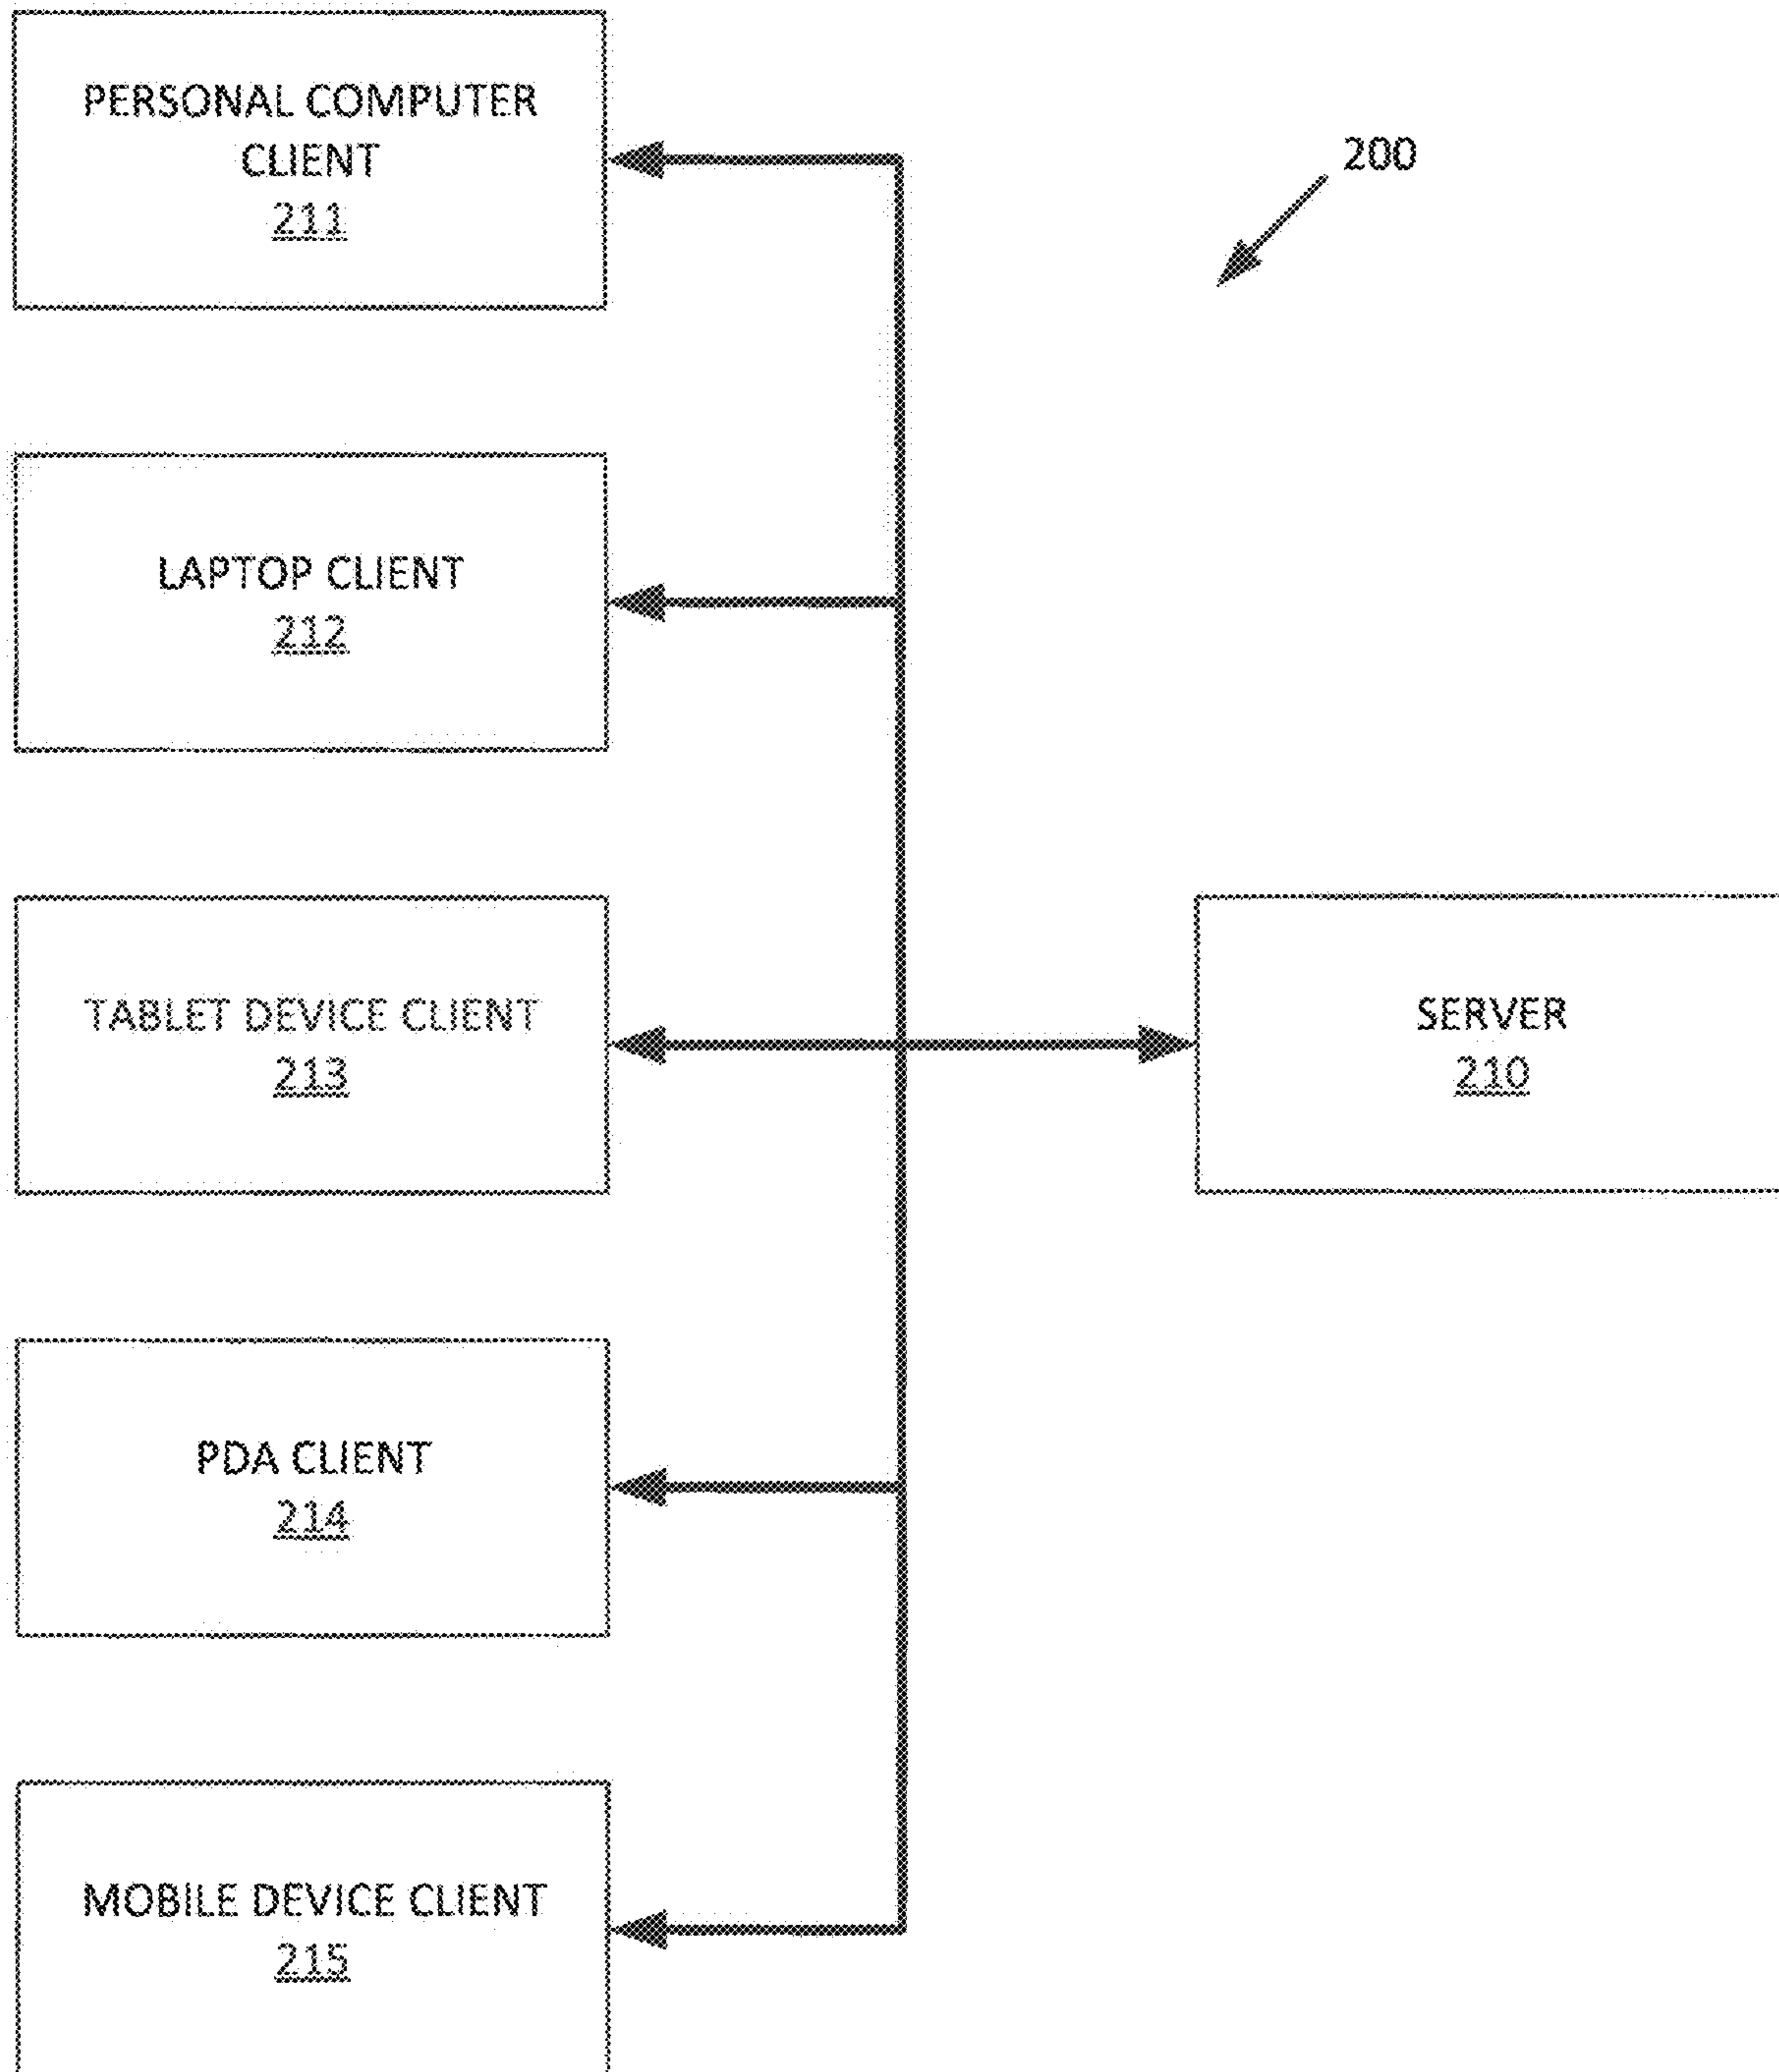 PERSONAL COMPUTER
CLIENT
211
200
LAPTOP CLIENT
212
TABLET DEVICE CLIENT
213
SERVER
210
PDA CLIENT
214
MOBILE DEVICE CLIENT
215